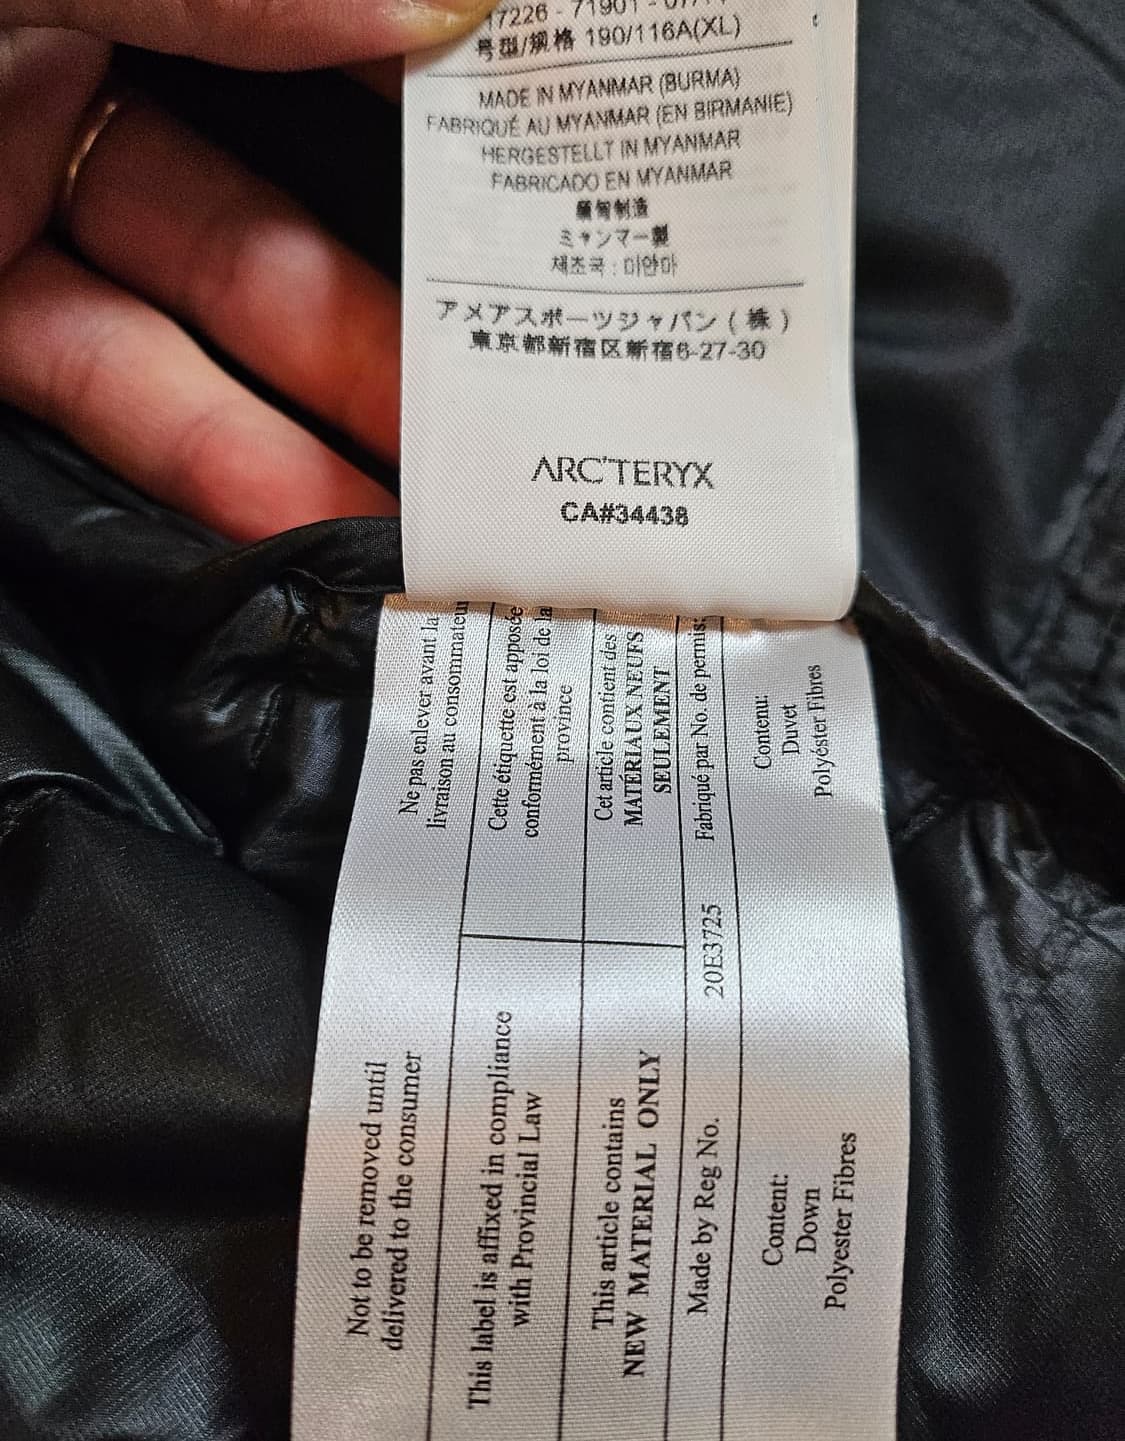 17226 - 71901 -
号型/规格 190/116A(XL)
MADE IN MYANMAR (BURMA)
FABRIQUÉ AU MYANMAR (EN BIRMANIE)
HERGESTELLT IN MYANMAR
FABRICADO EN MYANMAR
缅甸制造
ミャンマー製
제조국 : 미얀마
アメアスポーツジャパン ( 株 )
東京都新宿区新宿6-27-30
ARC'TERYX
CA#34438
Ne pas enlever avant la
livraison au consommateu
Cette étiquette est apposée
conformément à la loi de la
province
Cet article contient des
MATÉRIAUX NEUFS
SEULEMENT
Fabriqué par No. de permis:
Contenu:
Duvet
Polyéster Fibres
20E3725
Not to be removed until
delivered to the consumer
This label is affixed in compliance
with Provincial Law
This article contains
NEW MATERIAL ONLY
Made by Reg No.
Content:
Down
Polyester Fibres